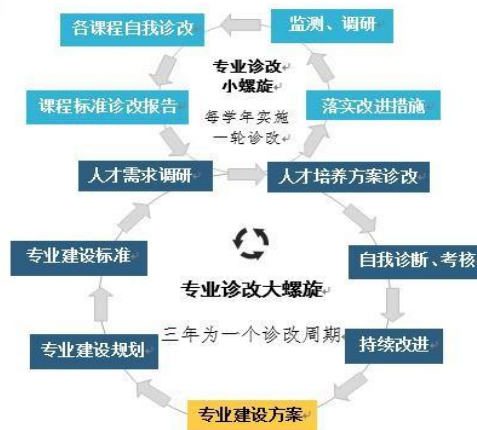 各课程自我诊改
监测、调研
专业诊改
小螺旋
课程标准诊改报告
落实改进措施
每学年实施
一轮诊改
人才需求调研
人才培养方案诊改
专业建设标准
自我诊断、考核
专业诊改大螺旋
三年为一个诊改周期
专业建设规划
持续改进
专业建设方案